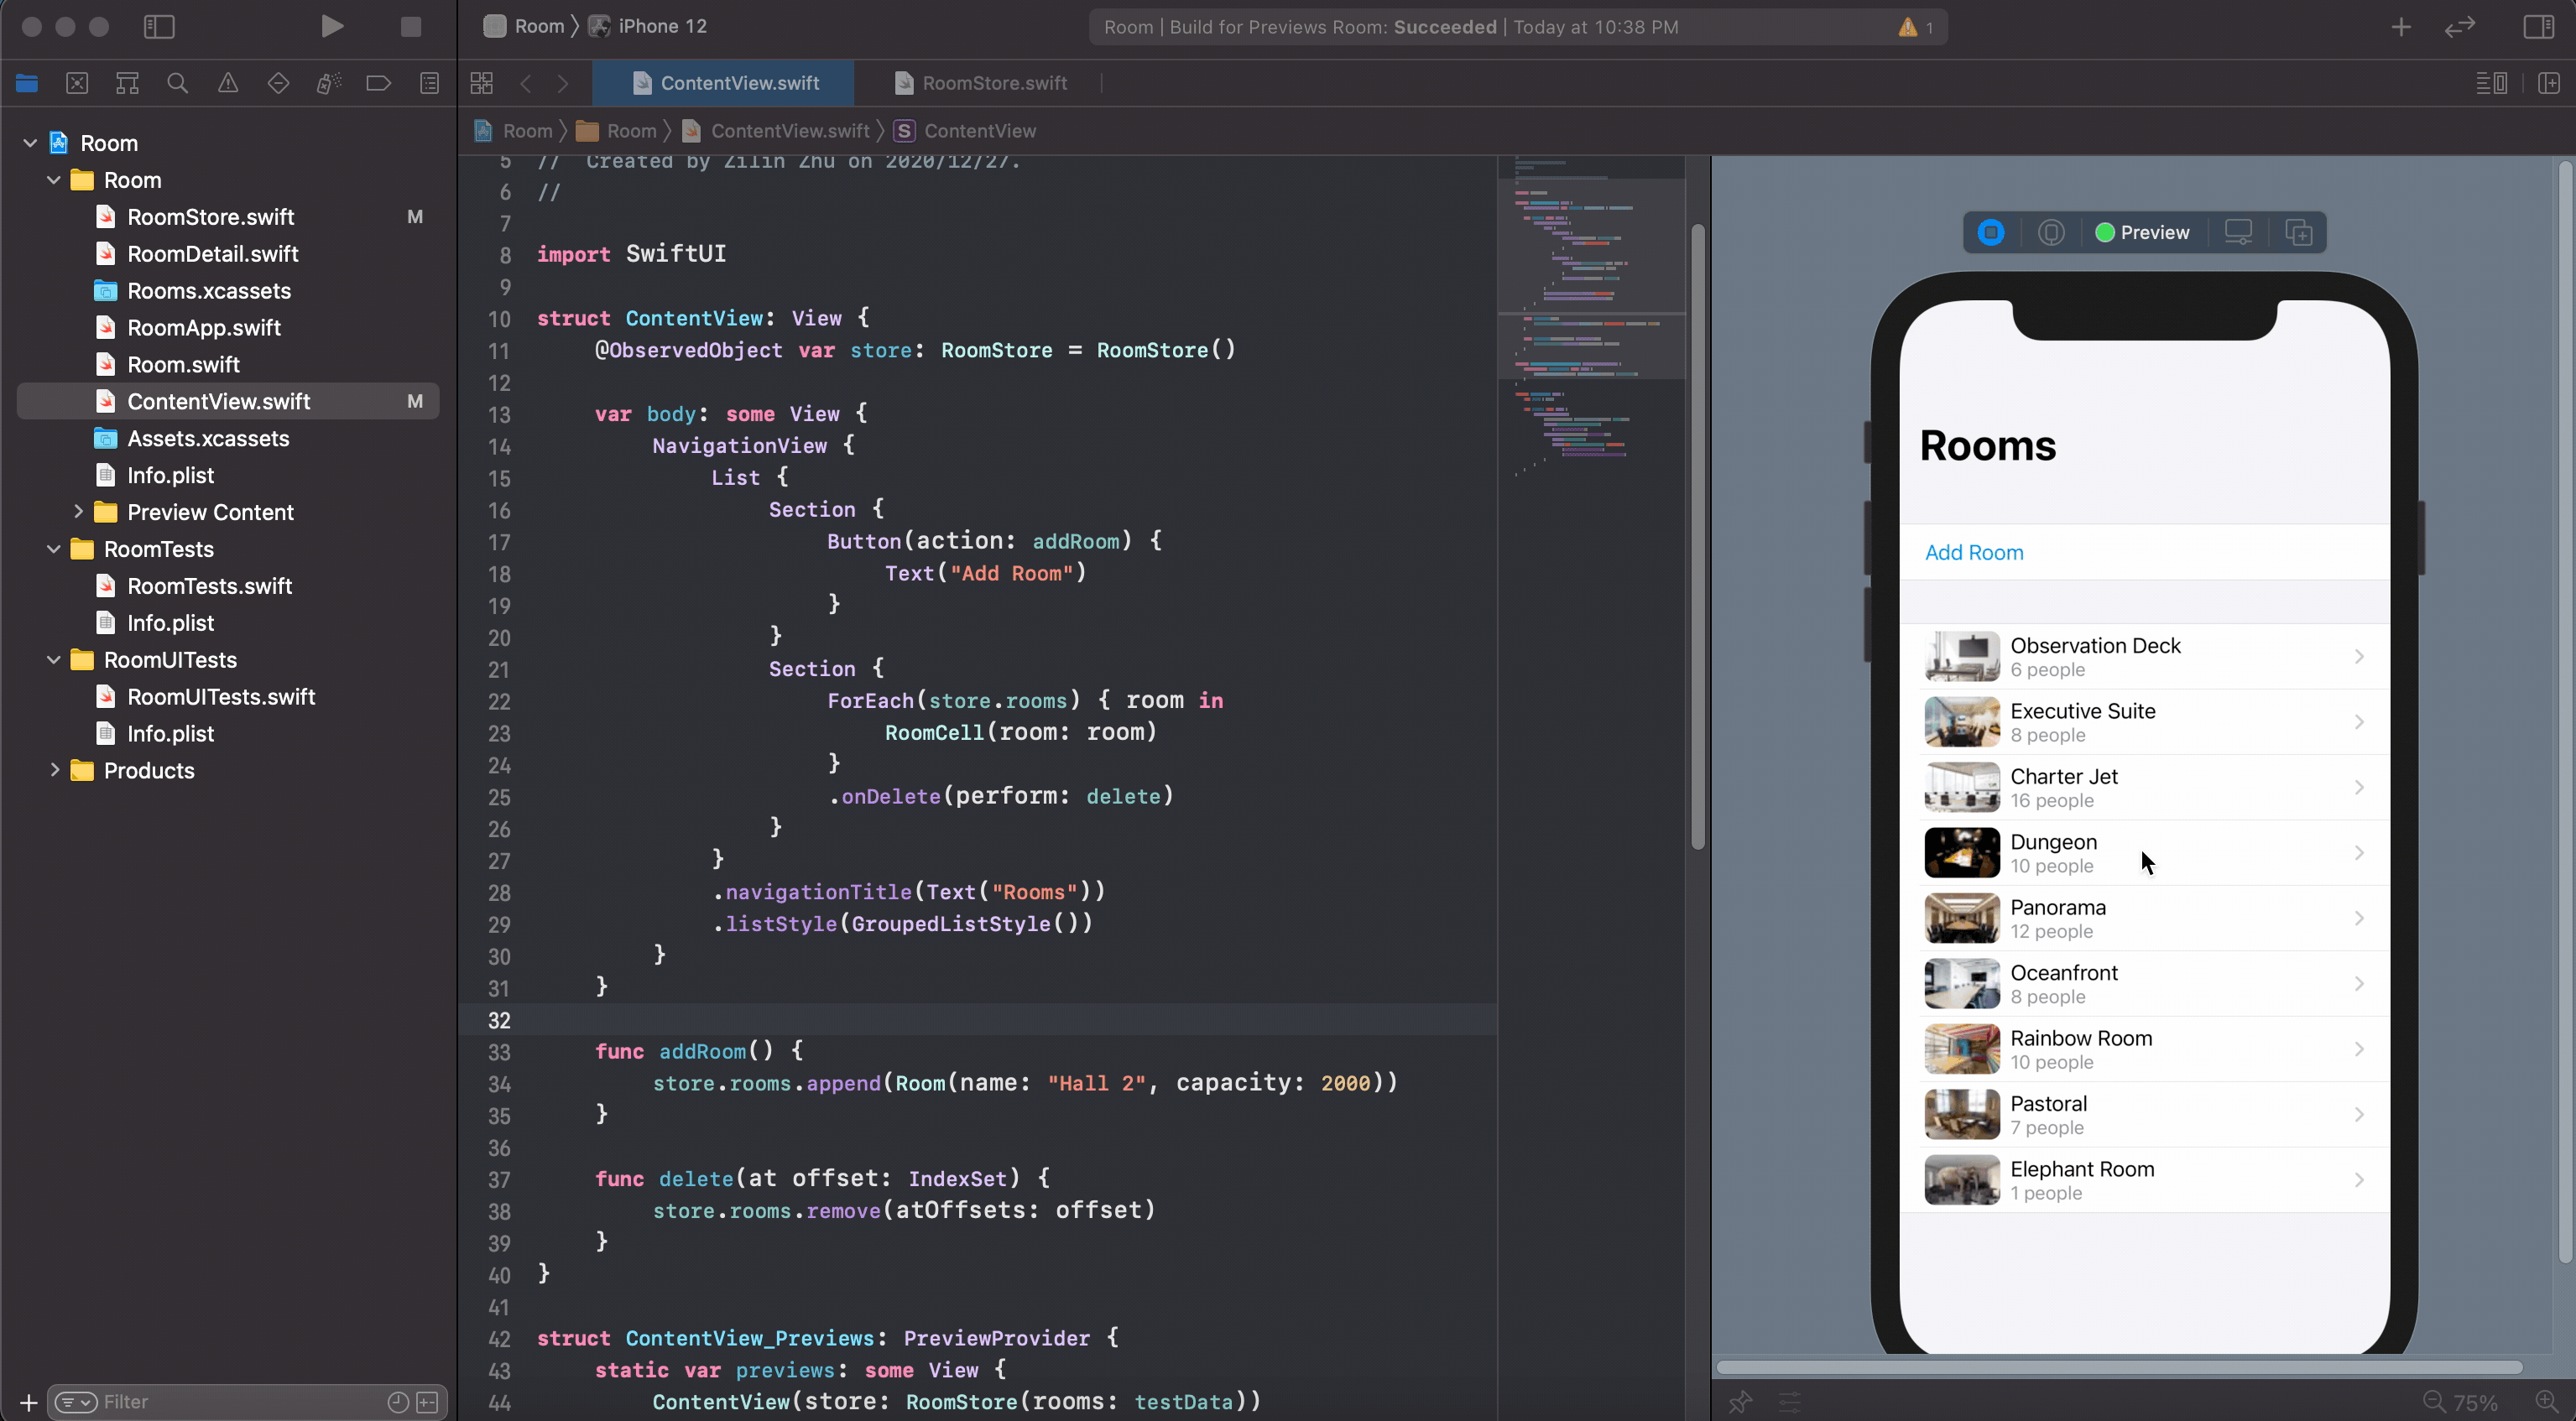 Room
iPhone 12
Room | Build for Previews Room: Succeeded | Today at 10:38 PM
1
ContentView.swift
RoomStore.swift
Room
Room
ContentView.swift
S
ContentView
Room
Room
RoomStore.swift M
RoomDetail.swift
Rooms.xcassets
RoomApp.swift
Room.swift
ContentView.swift M
Assets.xcassets
Info.plist
Preview Content
RoomTests
RoomTests.swift
Info.plist
RoomUITests
RoomUITests.swift
Info.plist
Products
Filter
5 //  Created by Zilin Zhu on 2020/12/27.
6 //
7
8 import SwiftUI
9
10 struct ContentView: View {
11     @ObservedObject var store: RoomStore = RoomStore()
12
13     var body: some View {
14         NavigationView {
15             List {
16                 Section {
17                     Button(action: addRoom) {
18                         Text("Add Room")
19                     }
20                 }
21                 Section {
22                     ForEach(store.rooms) { room in
23                         RoomCell(room: room)
24                     }
25                     .onDelete(perform: delete)
26                 }
27             }
28             .navigationTitle(Text("Rooms"))
29             .listStyle(GroupedListStyle())
30         }
31     }
32
33     func addRoom() {
34         store.rooms.append(Room(name: "Hall 2", capacity: 2000))
35     }
36
37     func delete(at offset: IndexSet) {
38         store.rooms.remove(atOffsets: offset)
39     }
40 }
41
42 struct ContentView_Previews: PreviewProvider {
43     static var previews: some View {
44         ContentView(store: RoomStore(rooms: testData))
Preview
Rooms
Add Room
Observation Deck
6 people
Executive Suite
8 people
Charter Jet
16 people
Dungeon
10 people
Panorama
12 people
Oceanfront
8 people
Rainbow Room
10 people
Pastoral
7 people
Elephant Room
1 people
75%